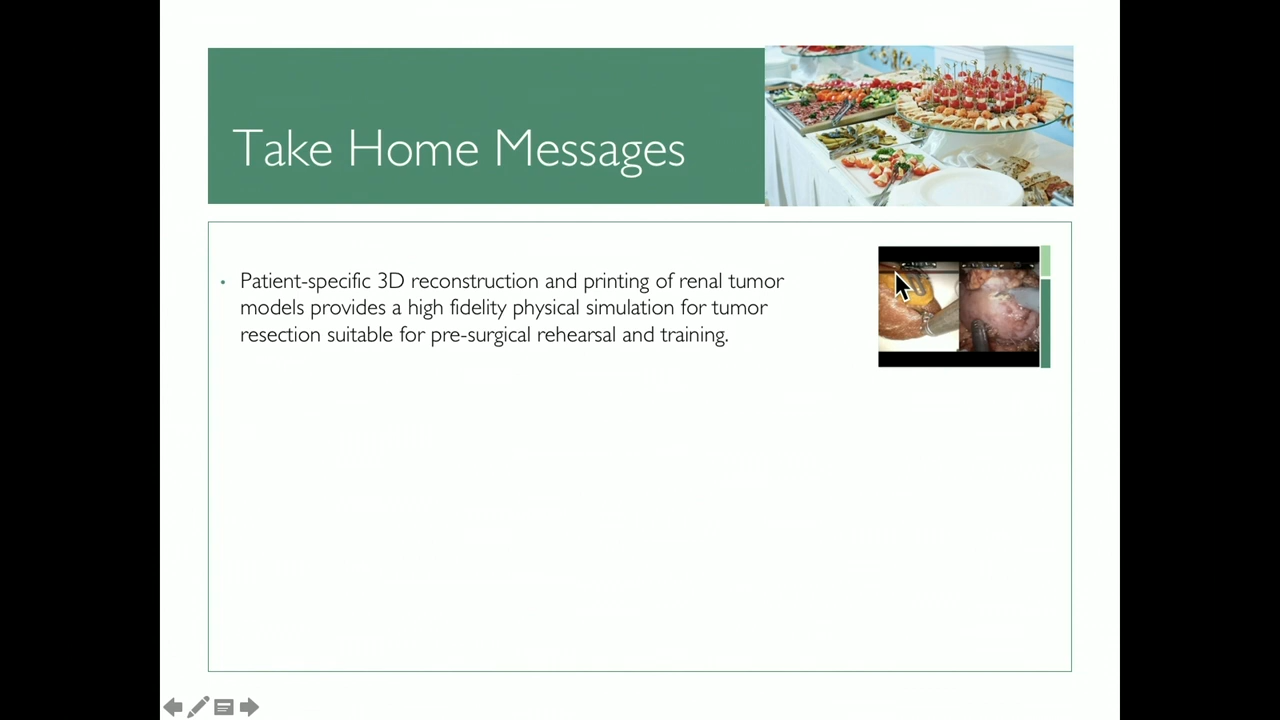 Take Home Messages
• Patient-specific 3D reconstruction and printing of renal tumor
models provides a high fidelity physical simulation for tumor
resection suitable for pre-surgical rehearsal and training.